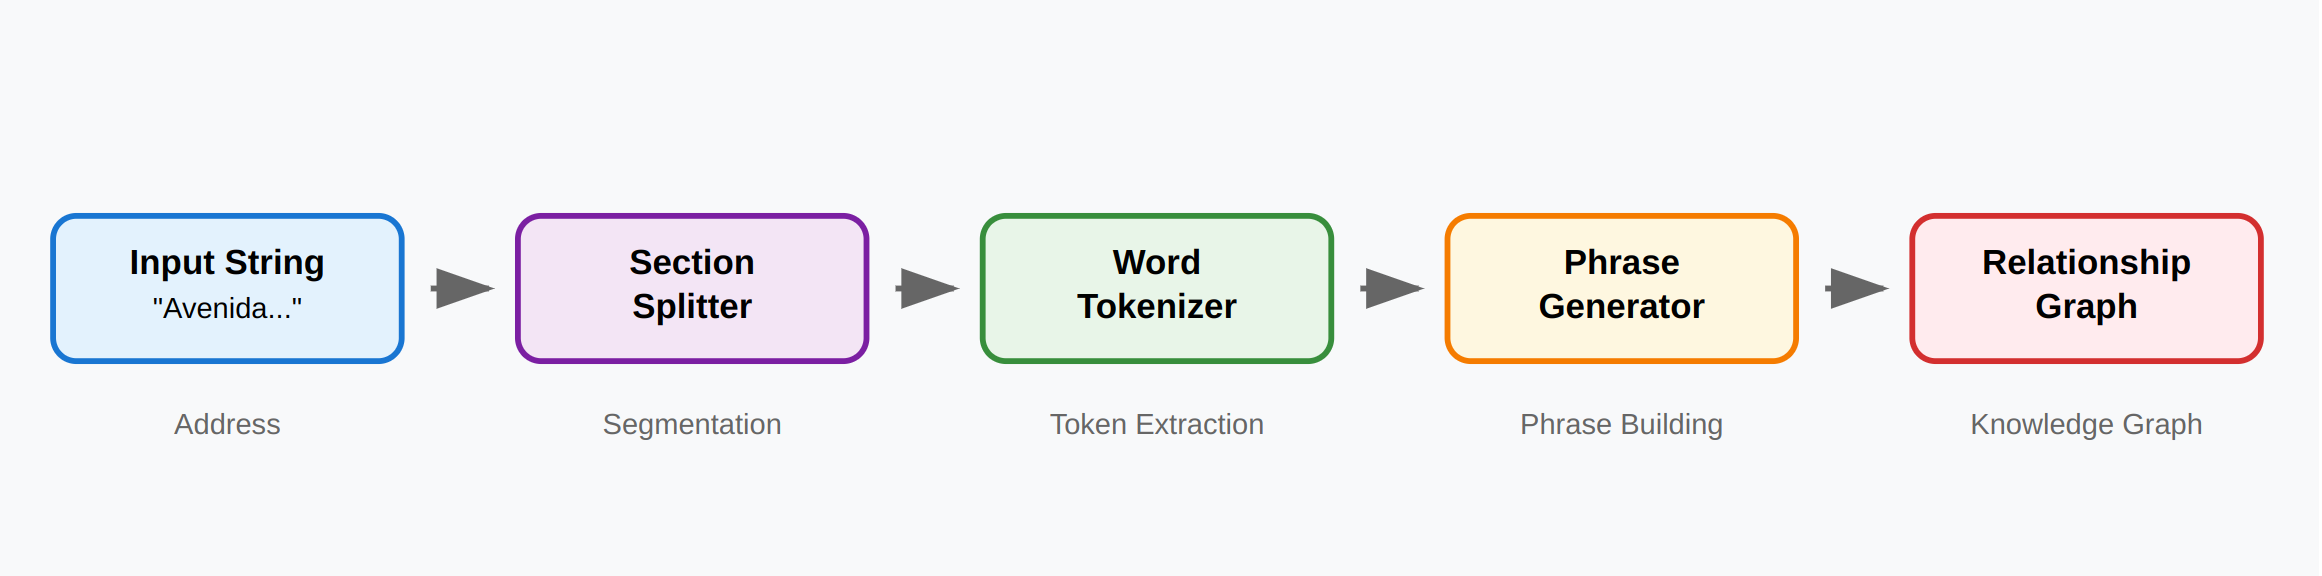 Input String
"Avenida..."
Address
Section
Splitter
Segmentation
Word
Tokenizer
Token Extraction
Phrase
Generator
Phrase Building
Relationship
Graph
Knowledge Graph